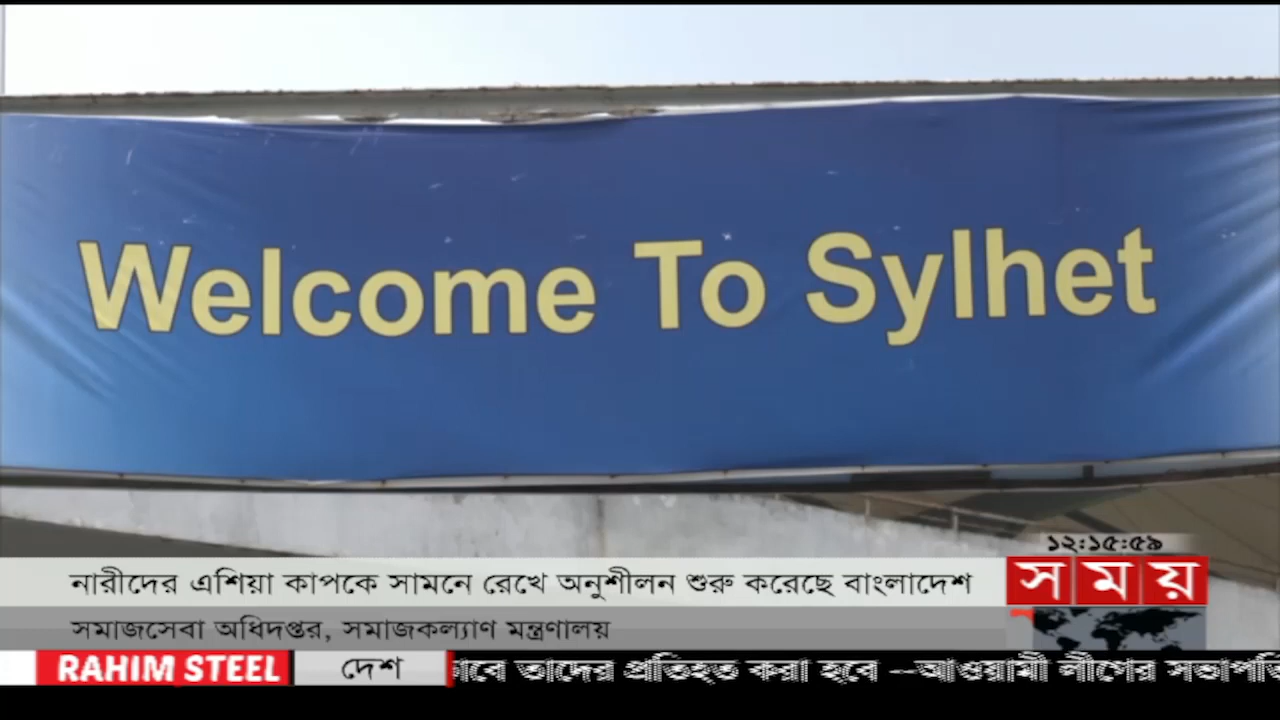 Welcome To Sylhet
১২:১৫:৫৯
নারীদের এশিয়া কাপকে সামনে রেখে অনুশীলন শুরু করেছে বাংলাদেশ
সময়
সমাজসেবা অধিদপ্তর, সমাজকল্যাণ মন্ত্রণালয়
RAHIM STEEL
দেশ
তাদের প্রতিহত করা হবে --আওয়ামী লীগের সভাপতি